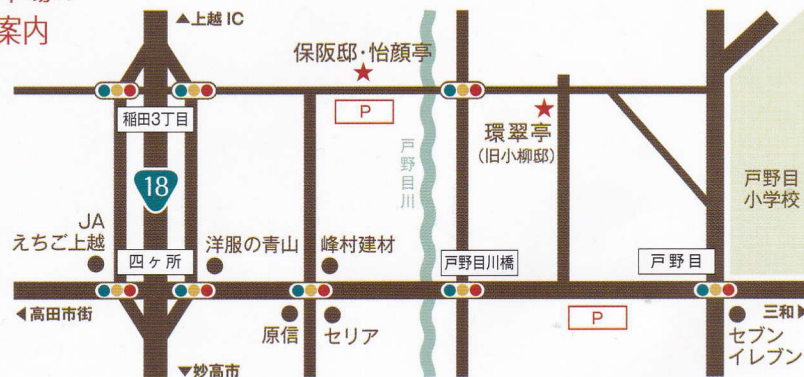 案内
▲上越IC
保阪邸・怡顔亭
P
稲田3丁目
環翠亭
(旧小柳邸)
戸野目川
18
戸野目
小学校
JA
えちご上越
四ヶ所
洋服の青山
峰村建材
戸野目川橋
戸野目
◀高田市街
原信
セリア
P
三和▶
セブン
イレブン
▼妙高市